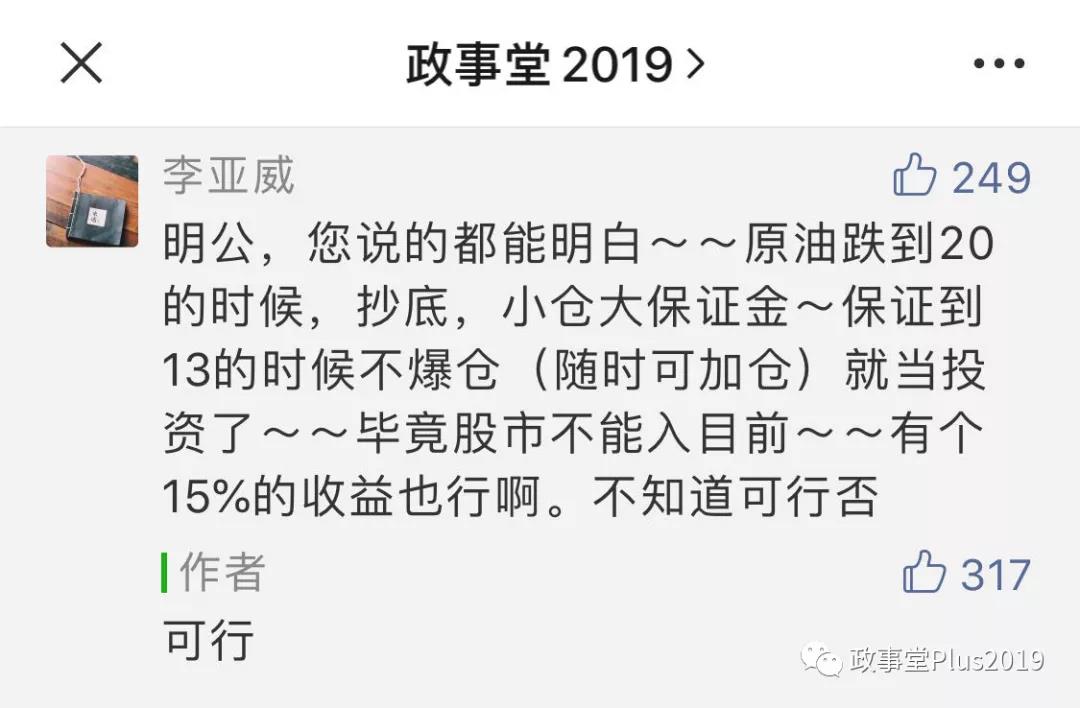 政事堂2019
李亚威 249
明公，您说的都能明白～～原油跌到20
的时候，抄底，小仓大保证金～保证到
13的时候不爆仓（随时可加仓）就当投
资了～～毕竟股市不能入目前～～有个
15%的收益也行啊。不知道可行否
作者 317
可行
政事堂Plus2019